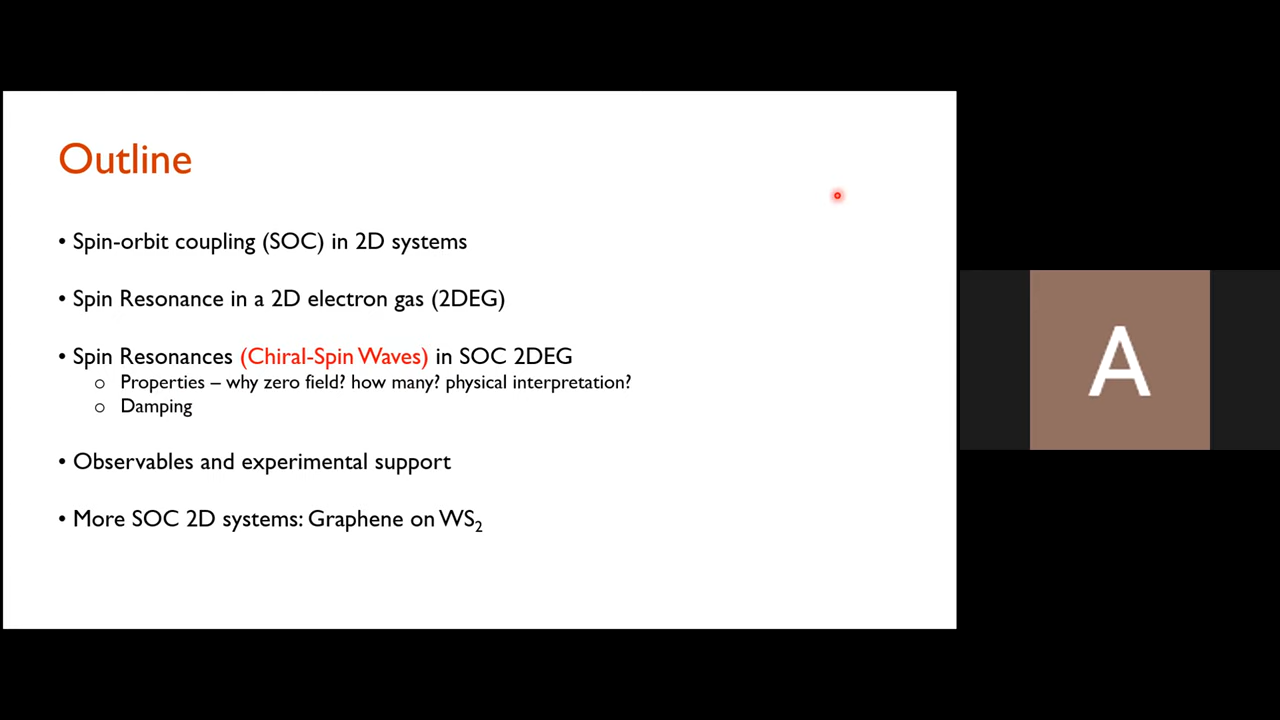 Outline
• Spin-orbit coupling (SOC) in 2D systems
• Spin Resonance in a 2D electron gas (2DEG)
• Spin Resonances (Chiral-Spin Waves) in SOC 2DEG
o Properties – why zero field? how many? physical interpretation?
o Damping
• Observables and experimental support
• More SOC 2D systems: Graphene on WS₂
A